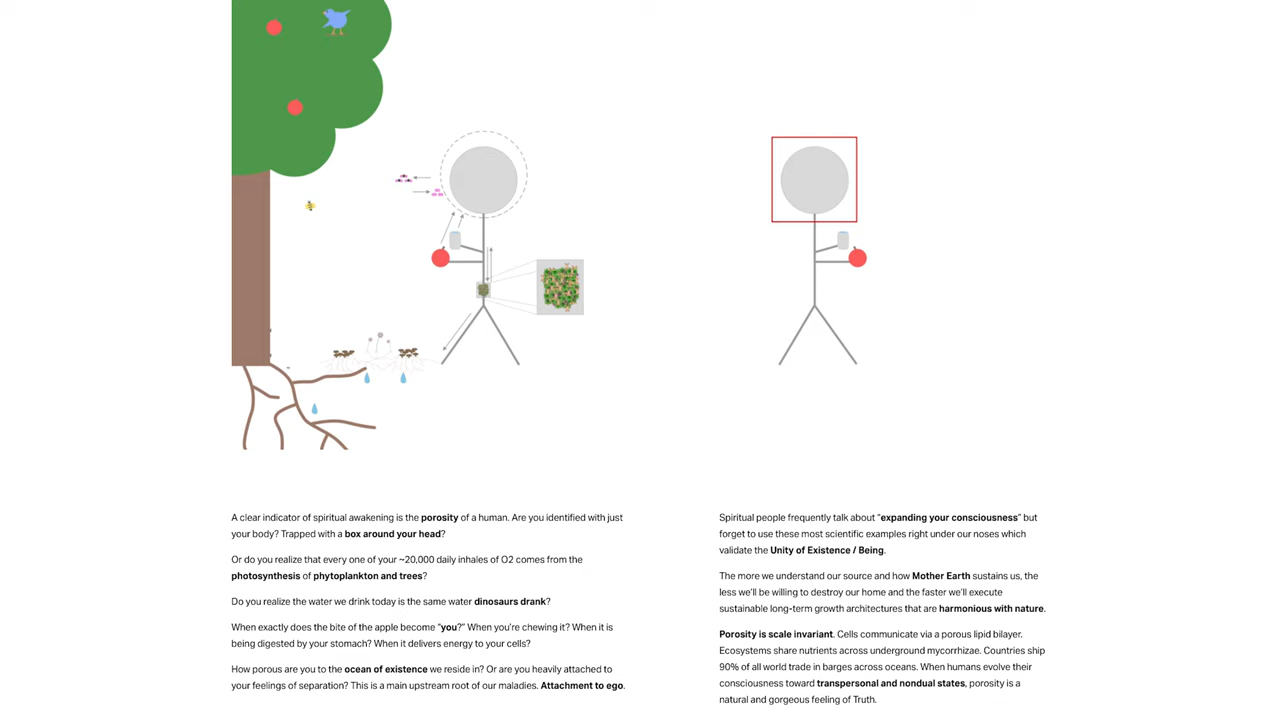 A clear indicator of spiritual awakening is the porosity of a human. Are you identified with just
your body? Trapped with a box around your head?
Or do you realize that every one of your ~20,000 daily inhales of O2 comes from the
photosynthesis of phytoplankton and trees?
Do you realize the water we drink today is the same water dinosaurs drank?
When exactly does the bite of the apple become “you?” When you’re chewing it? When it is
being digested by your stomach? When it delivers energy to your cells?
How porous are you to the ocean of existence we reside in? Or are you heavily attached to
your feelings of separation? This is a main upstream root of our maladies. Attachment to ego.
Spiritual people frequently talk about “expanding your consciousness” but
forget to use these most scientific examples right under our noses which
validate the Unity of Existence / Being.
The more we understand our source and how Mother Earth sustains us, the
less we’ll be willing to destroy our home and the faster we’ll execute
sustainable long-term growth architectures that are harmonious with nature.
Porosity is scale invariant. Cells communicate via a porous lipid bilayer.
Ecosystems share nutrients across underground mycorrhizae. Countries ship
90% of all world trade in barges across oceans. When humans evolve their
consciousness toward transpersonal and nondual states, porosity is a
natural and gorgeous feeling of Truth.